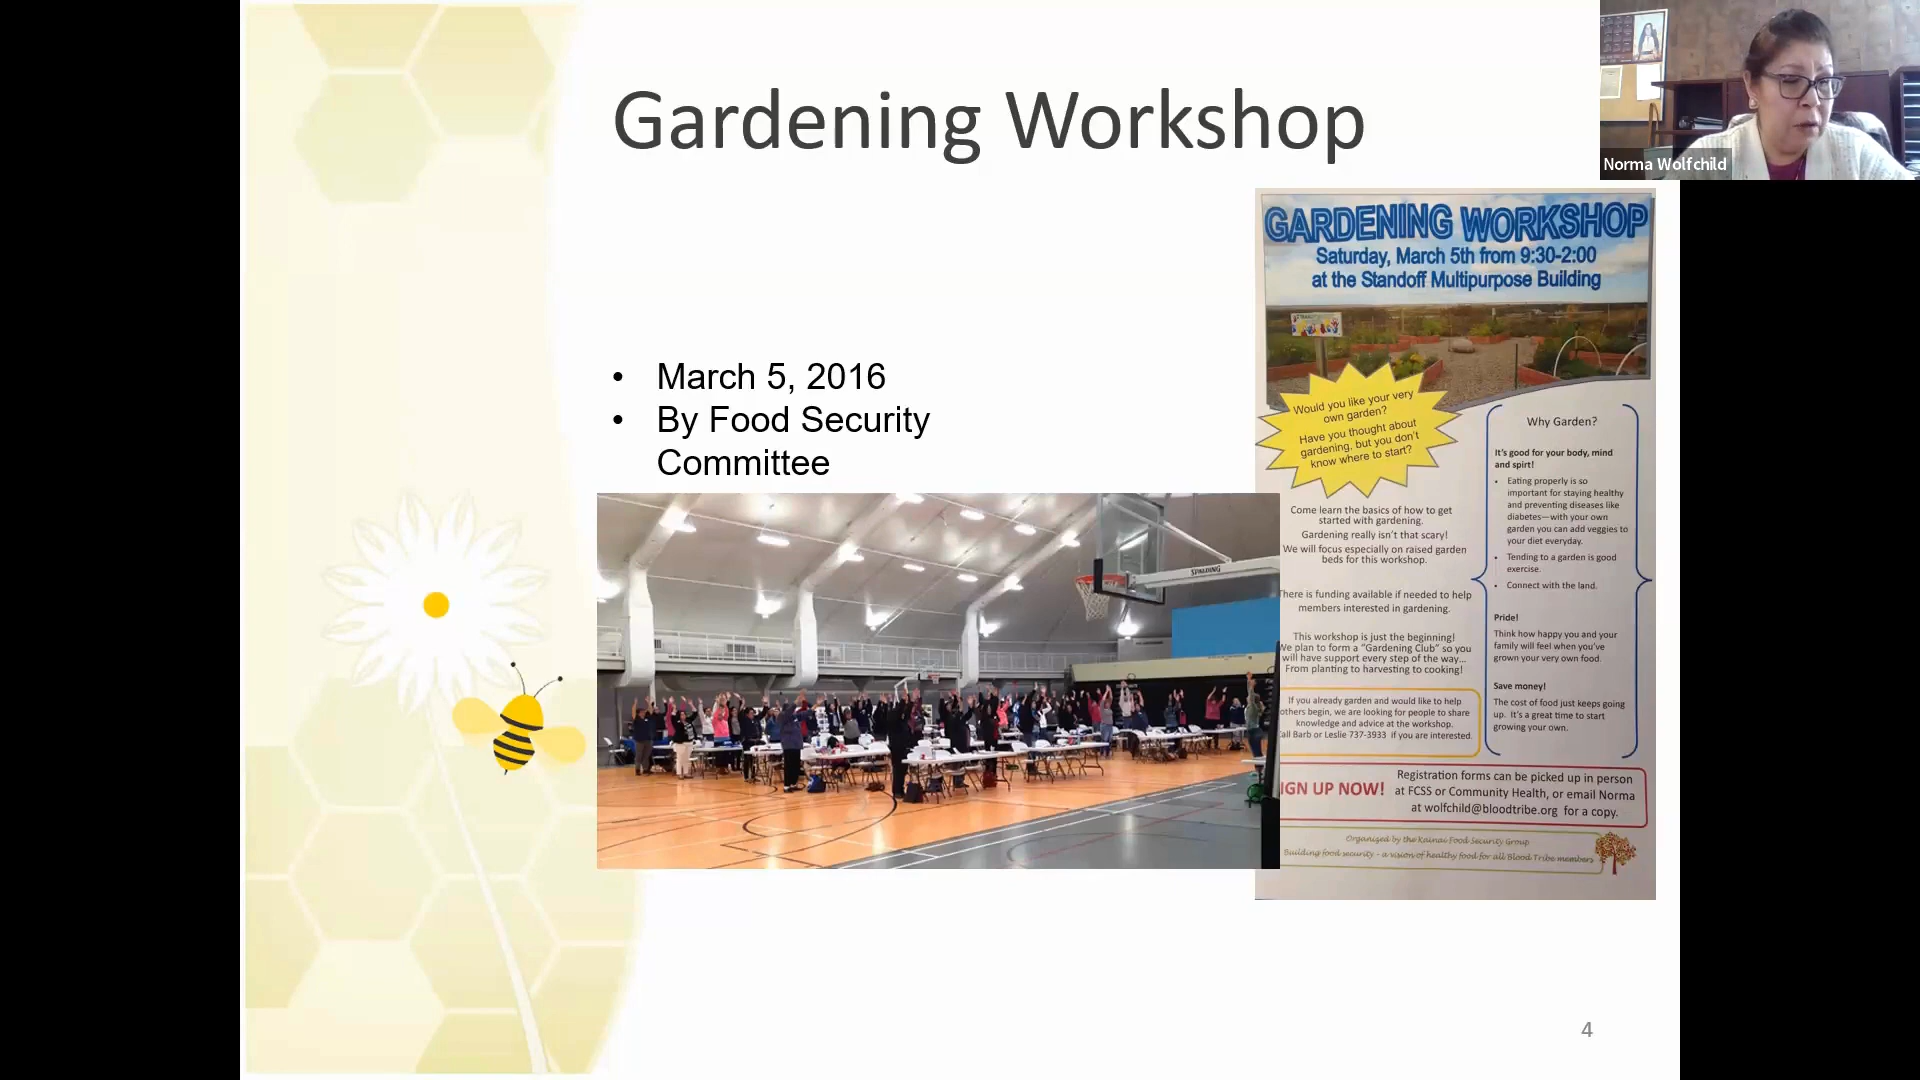 Gardening Workshop
Norma Wolfchild
• March 5, 2016
• By Food Security
Committee
SPALDING
GARDENING WORKSHOP
Saturday, March 5th from 9:30-2:00
at the Standoff Multipurpose Building
Would you like your very
own garden?
Have you thought about
gardening, but you don't
know where to start?
Come learn the basics of how to get
started with gardening.
Gardening really isn't that scary!
We will focus especially on raised garden
beds for this workshop.
here is funding available if needed to help
members interested in gardening.
This workshop is just the beginning!
We plan to form a "Gardening Club" so you
will have support every step of the way...
From planting to harvesting to cooking!
If you already garden and would like to help
others begin, we are looking for people to share
knowledge and advice at the workshop.
all Barb or Leslie 737-3933 if you are interested.
Why Garden?
It's good for your body, mind
and spirt!
• Eating properly is so
important for staying healthy
and preventing diseases like
diabetes—with your own
garden you can add veggies to
your diet everyday.
• Tending to a garden is good
exercise.
• Connect with the land.
Pride!
Think how happy you and your
family will feel when you've
grown your very own food.
Save money!
The cost of food just keeps going
up. It's a great time to start
growing your own.
IGN UP NOW!
Registration forms can be picked up in person
at FCSS or Community Health, or email Norma
at wolfchild@bloodtribe.org for a copy.
Organized by the Kainai Food Security Group
Building food security - a vision of healthy food for all Blood Tribe members
4